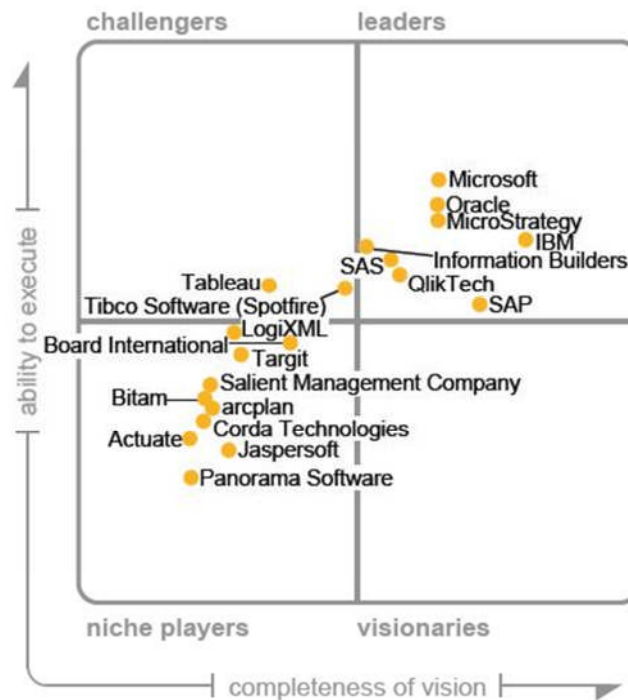 challengers
leaders
Microsoft
Oracle
MicroStrategy
IBM
Information Builders
SAS
QlikTech
Tableau
SAP
Tibco Software (Spotfire)
LogiXML
Board International
Targit
Salient Management Company
Bitam
arcplan
Corda Technologies
Actuate
Jaspersoft
Panorama Software
niche players
visionaries
ability to execute
completeness of vision